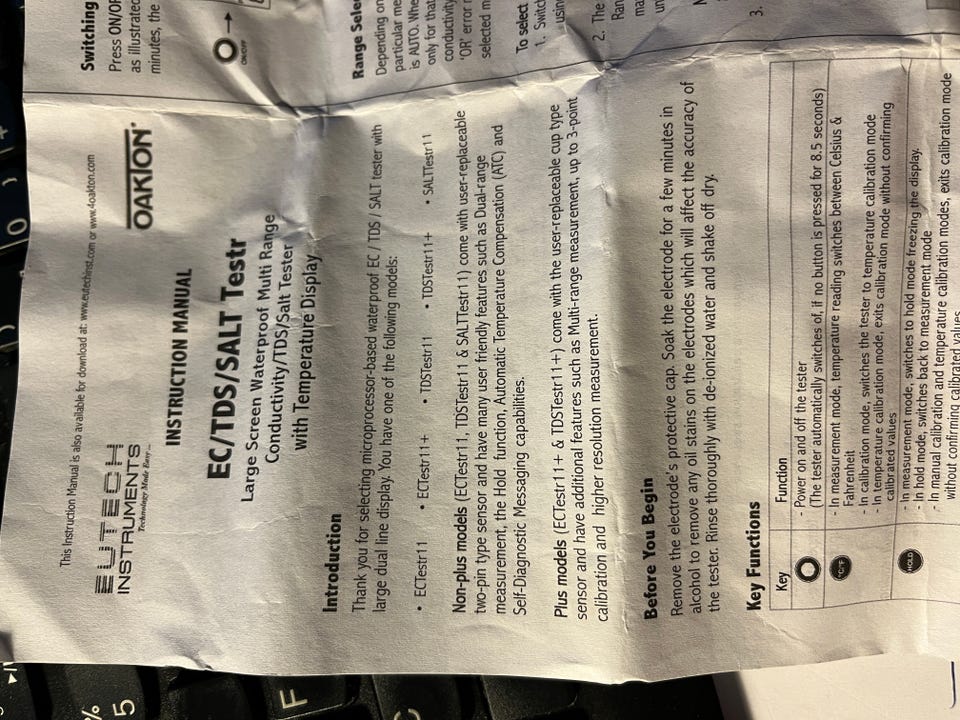 This Instruction Manual is also available for download at: www.eutechinst.com or www.4oakton.com
EUTECH
INSTRUMENTS
Technology Made Easy...
OAKTON®
INSTRUCTION MANUAL
EC/TDS/SALT Testr
Large Screen Waterproof Multi Range
Conductivity/TDS/Salt Tester
with Temperature Display
Introduction
Thank you for selecting microprocessor-based waterproof EC / TDS / SALT tester with
large dual line display. You have one of the following models:
• ECTestr11 • ECTestr11+ • TDSTestr11 • TDSTestr11+ • SALTTestr11
Non-plus models (ECTestr11, TDSTestr11 & SALTTestr11) come with user-replaceable
two-pin type sensor and have many user friendly features such as Dual-range
measurement, the Hold function, Automatic Temperature Compensation (ATC) and
Self-Diagnostic Messaging capabilities.
Plus models (ECTestr11+ & TDSTestr11+) come with the user-replaceable cup type
sensor and have additional features such as Multi-range measurement, up to 3-point
calibration and higher resolution measurement.
Before You Begin
Remove the electrode's protective cap. Soak the electrode for a few minutes in
alcohol to remove any oil stains on the electrodes which will affect the accuracy of
the tester. Rinse thoroughly with de-ionized water and shake off dry.
Key Functions
Key Function
- Power on and off the tester
(The tester automatically switches of, if no button is pressed for 8.5 seconds)
°C/°F
- In measurement mode, temperature reading switches between Celsius &
Fahrenheit
- In calibration mode, switches the tester to temperature calibration mode
- In temperature calibration mode, exits calibration mode without confirming
calibrated values
HOLD
- In measurement mode, switches to hold mode freezing the display.
- In hold mode, switches back to measurement mode
- In manual calibration and temperature calibration modes, exits calibration mode
without confirming calibrated values
Switching
Press ON/OF
as illustrated
minutes, the
ON/OFF
Range Selec
Depending on
particular me
is AUTO. Whe
only for that
conductivity
'OR' error m
selected m
To select
1. Switc
using
2. The
Ran
ma
un
3.
5
%
F
0
)
+